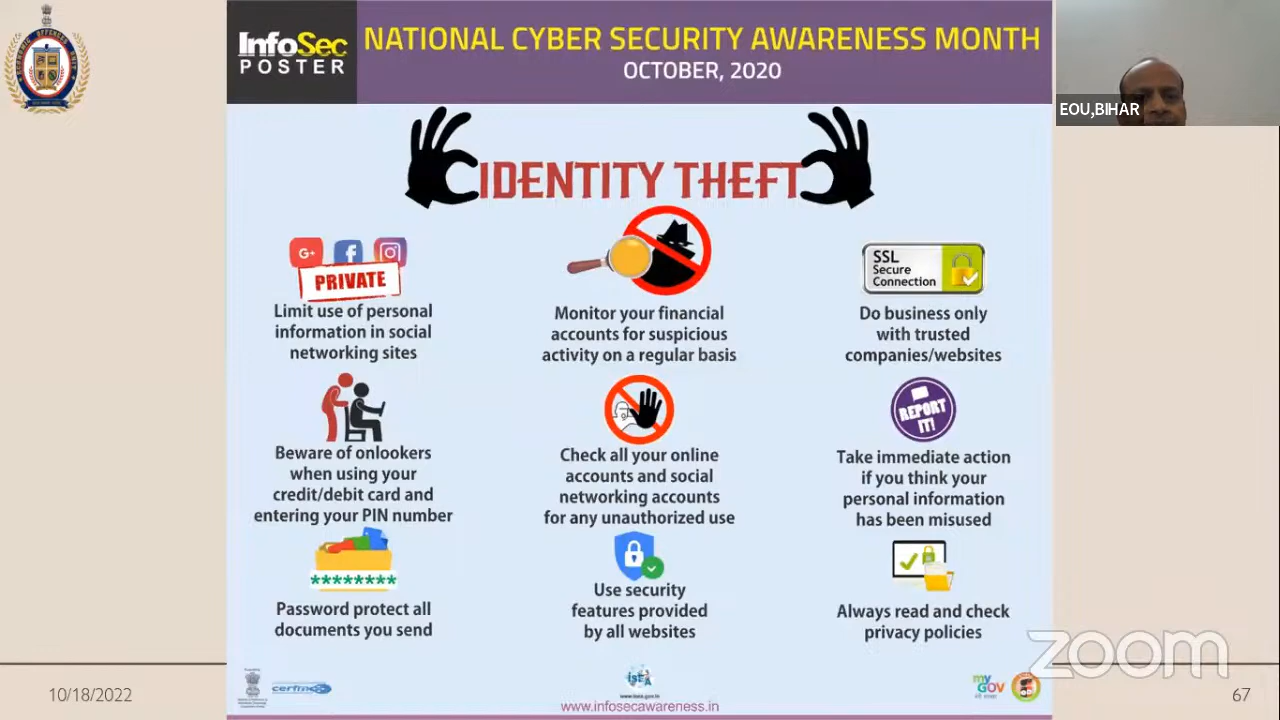 InfoSec
POSTER
NATIONAL CYBER SECURITY AWARENESS MONTH
OCTOBER, 2020
EOU,BIHAR
IDENTITY THEFT
G+
PRIVATE
Limit use of personal
information in social
networking sites
Monitor your financial
accounts for suspicious
activity on a regular basis
SSL
Secure
Connection
Do business only
with trusted
companies/websites
Beware of onlookers
when using your
credit/debit card and
entering your PIN number
Check all your online
accounts and social
networking accounts
for any unauthorized use
REPORT
IT!
Take immediate action
if you think your
personal information
has been misused
********
Password protect all
documents you send
Use security
features provided
by all websites
Always read and check
privacy policies
zoom
10/18/2022
www.infosecawareness.in
my
GOV
67